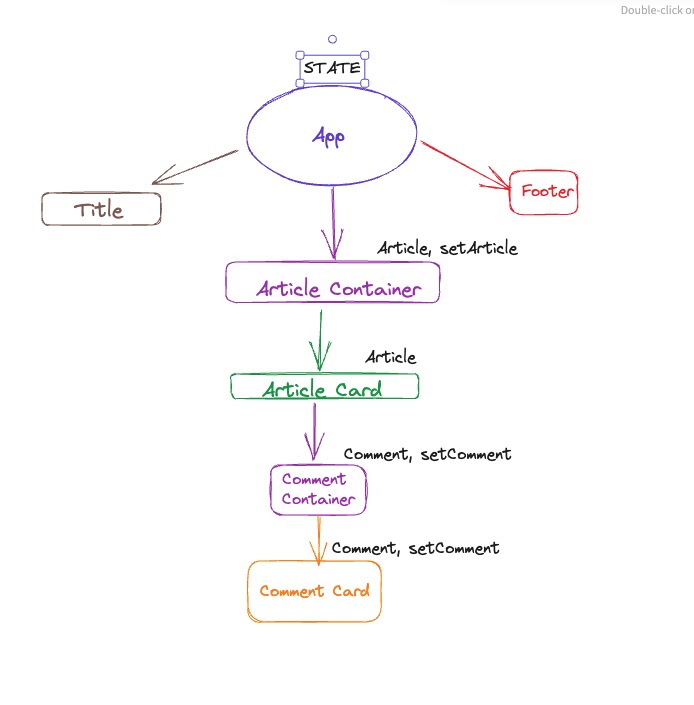 Double-click o
STATE
App
Title
Footer
Article, setArticle
Article Container
Article
Article Card
Comment, setComment
Comment
Container
Comment, setComment
Comment Card